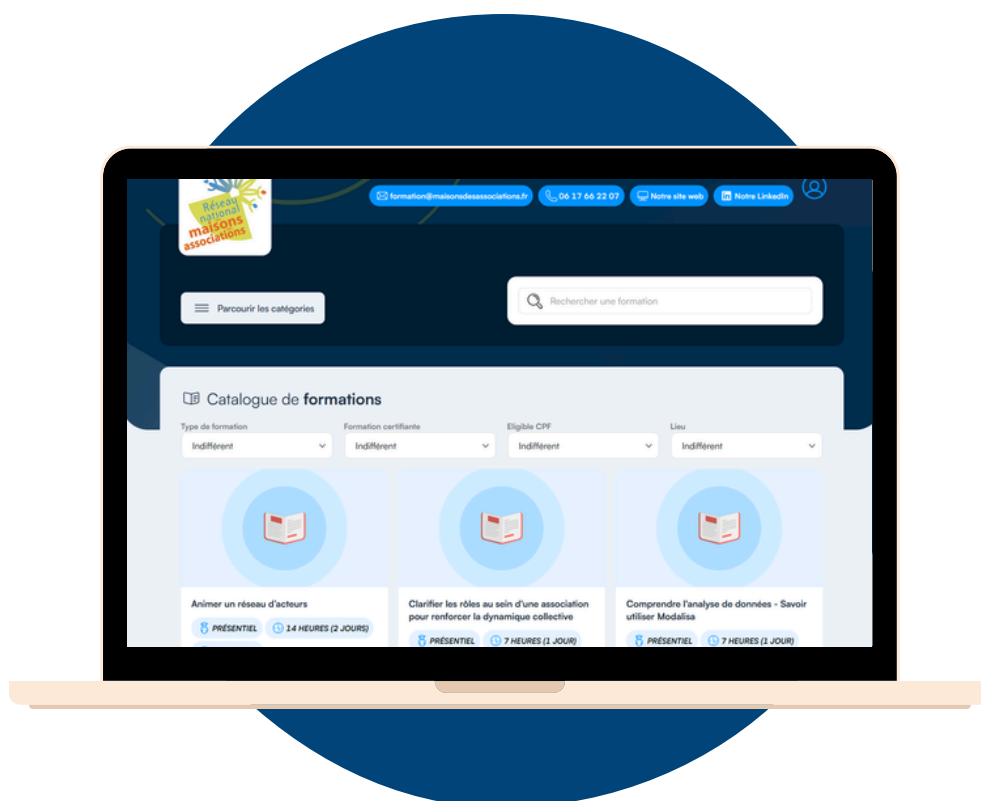 Réseau
national
maisons
associations
formation@maisonsdesassociations.fr
06 17 66 22 07
Notre site web
in Notre LinkedIn
Parcourir les catégories
Rechercher une formation
Catalogue de formations
Type de formation
Formation certifiante
Eligible CPF
Lieu
Indifférent
Indifférent
Indifférent
Indifférent
Animer un réseau d'acteurs
PRÉSENTIEL
14 HEURES (2 JOURS)
Clarifier les rôles au sein d'une association
pour renforcer la dynamique collective
PRÉSENTIEL
7 HEURES (1 JOUR)
Comprendre l'analyse de données - Savoir
utiliser Modalisa
PRÉSENTIEL
7 HEURES (1 JOUR)